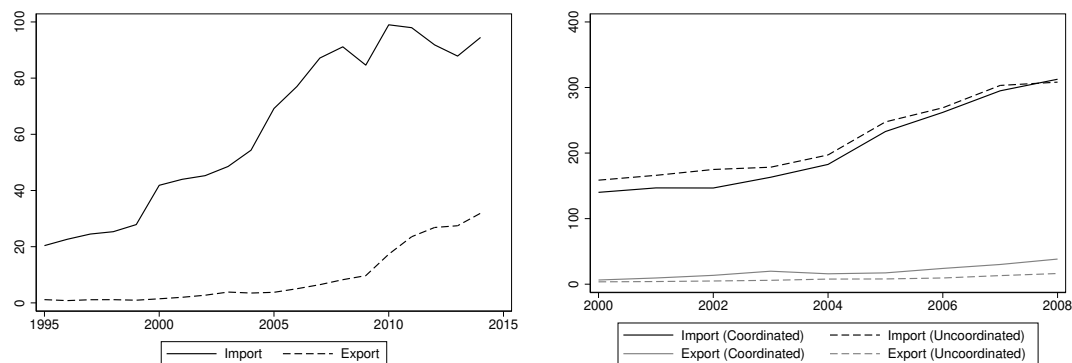 100
80
60
40
20
0
1995 2000 2005 2010 2015
Import Export
400
300
200
100
0
2000 2002 2004 2006 2008
Import (Coordinated) Import (Uncoordinated)
Export (Coordinated) Export (Uncoordinated)